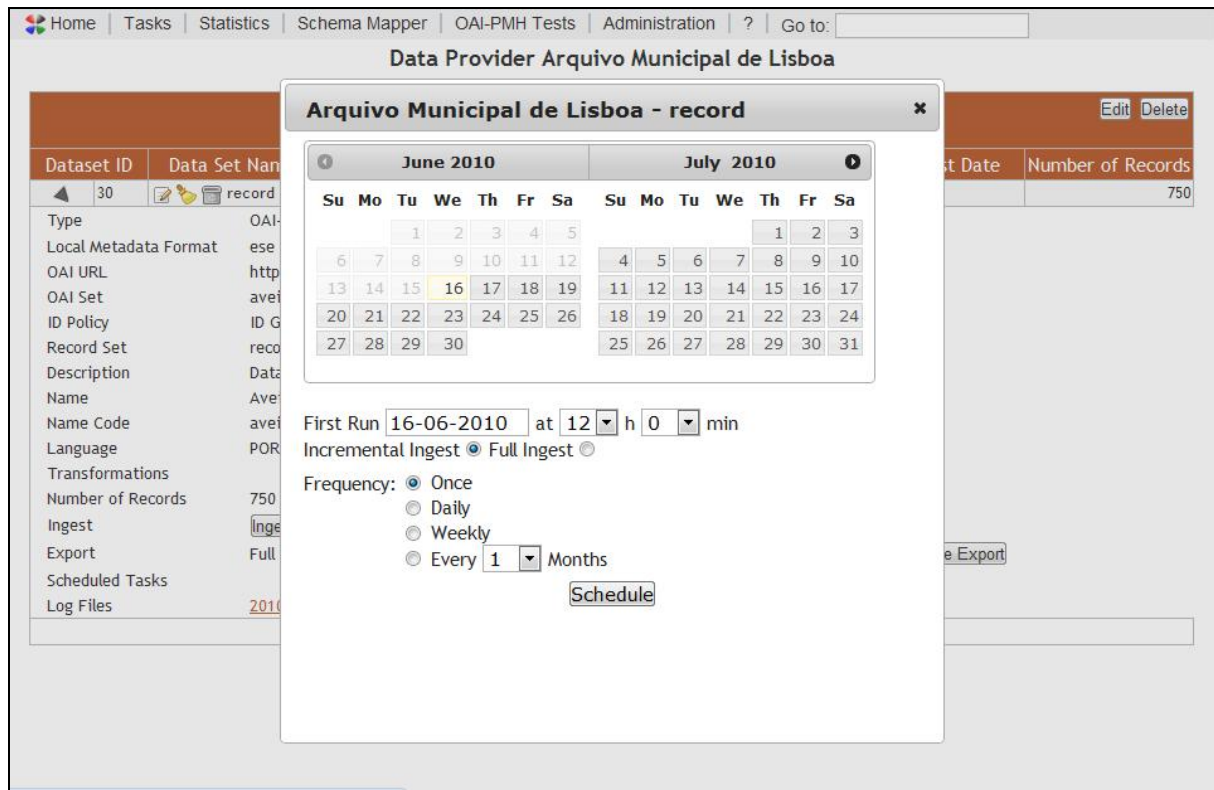 Home | Tasks | Statistics | Schema Mapper | OAI-PMH Tests | Administration | ? | Go to:
Data Provider Arquivo Municipal de Lisboa
Edit Delete
Dataset ID Data Set Nam
st Date Number of Records
30 record
750
Type OAI-
Local Metadata Format ese
OAI URL http
OAI Set avei
ID Policy ID G
Record Set reco
Description Data
Name Avei
Name Code avei
Language POR
Transformations
Number of Records 750
Ingest Inge
Export Full
e Export
Scheduled Tasks
Log Files 2010
Arquivo Municipal de Lisboa - record
June 2010
Su Mo Tu We Th Fr Sa
1 2 3 4 5
6 7 8 9 10 11 12
13 14 15 16 17 18 19
20 21 22 23 24 25 26
27 28 29 30
July 2010
Su Mo Tu We Th Fr Sa
1 2 3
4 5 6 7 8 9 10
11 12 13 14 15 16 17
18 19 20 21 22 23 24
25 26 27 28 29 30 31
First Run 16-06-2010 at 12 h 0 min
Incremental Ingest Full Ingest
Frequency: Once
Daily
Weekly
Every 1 Months
Schedule